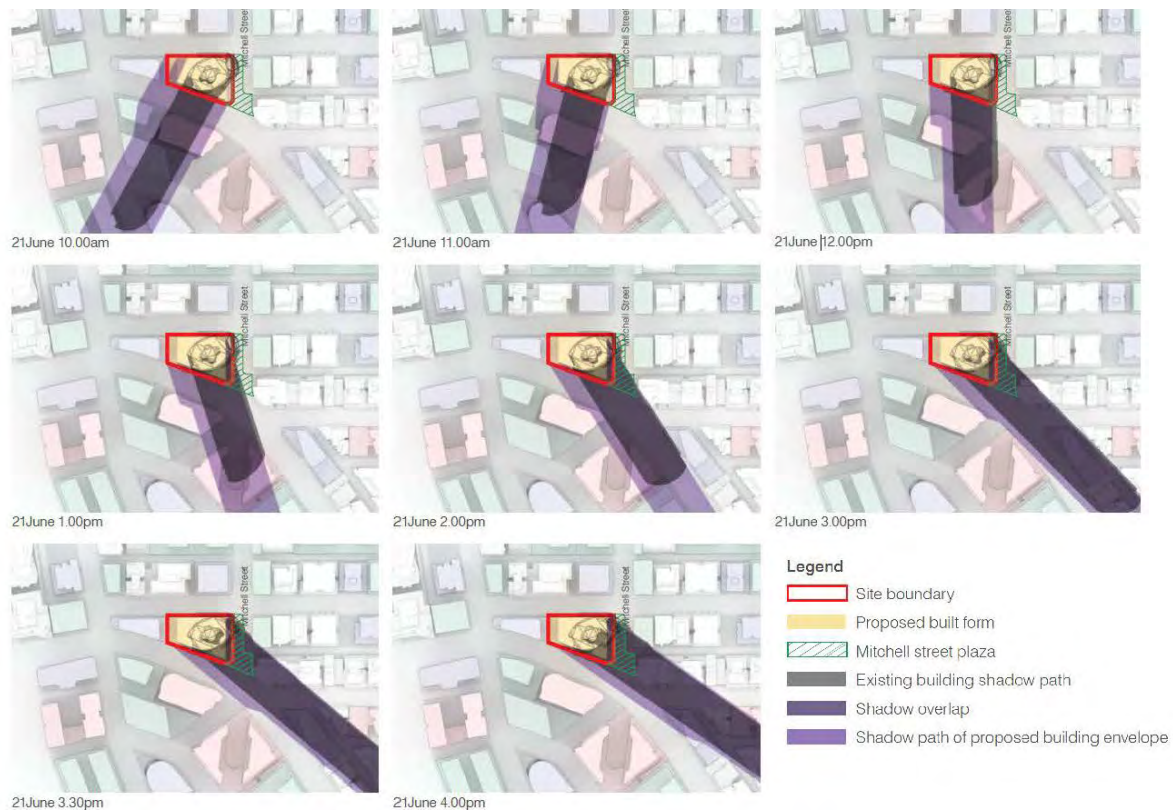 Mitchell Street
Mitchell Street
Mitchell Street
21June 10.00am
21June 11.00am
21June 12.00pm
Mitchell Street
Mitchell Street
Mitchell Street
21June 1.00pm
21June 2.00pm
21June 3.00pm
Mitchell Street
Mitchell Street
21June 3.30pm
21June 4.00pm
Legend
Site boundary
Proposed built form
Mitchell street plaza
Existing building shadow path
Shadow overlap
Shadow path of proposed building envelope